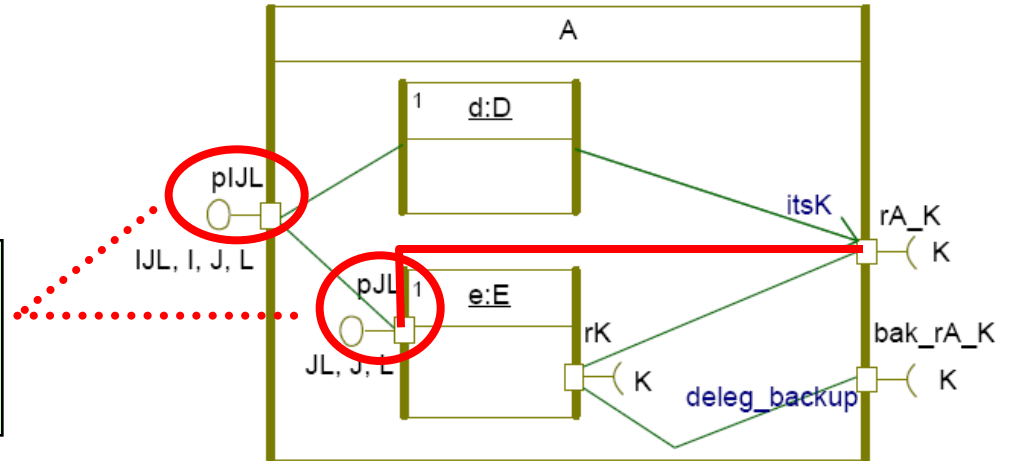 A
1
d:D
pIJL
itsK
rA_K
IJL, I, J, L
K
pJL
1
e:E
rK
bak_rA_K
JL, J, L
K
K
deleg_backup